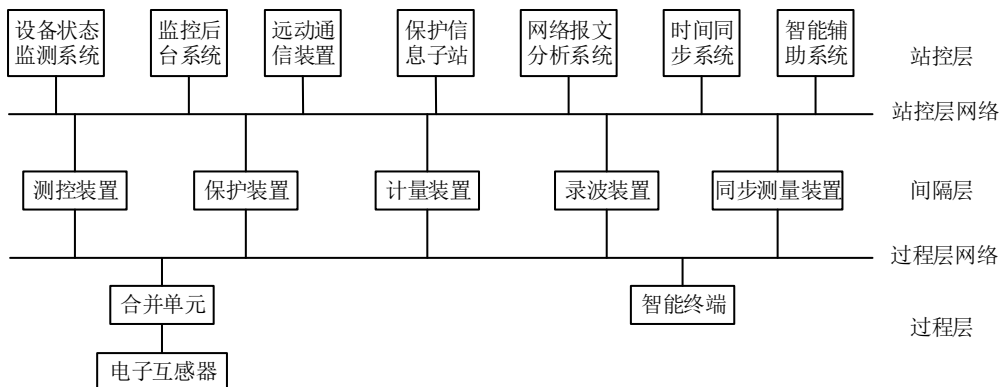 设备状态
监测系统
监控后
台系统
远动通
信装置
保护信
息子站
网络报文
分析系统
时间同
步系统
智能辅
助系统
站控层
站控层网络
测控装置
保护装置
计量装置
录波装置
同步测量装置
间隔层
过程层网络
合并单元
智能终端
过程层
电子互感器